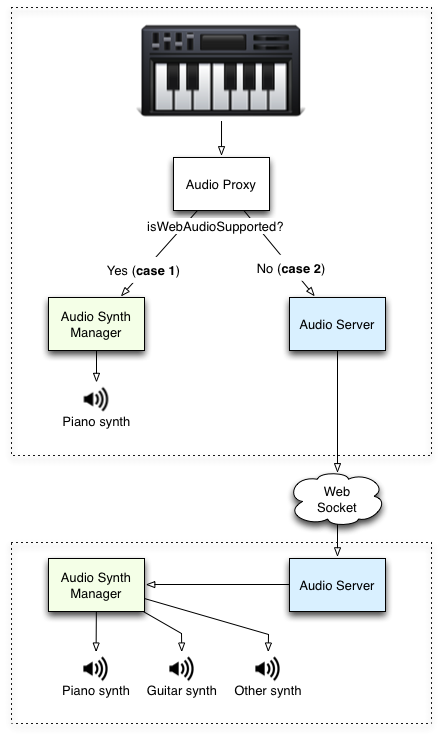 Audio Proxy
isWebAudioSupported?
Yes (case 1)
No (case 2)
Audio Synth
Manager
Audio Server
Piano synth
Web
Socket
Audio Synth
Manager
Audio Server
Piano synth
Guitar synth
Other synth